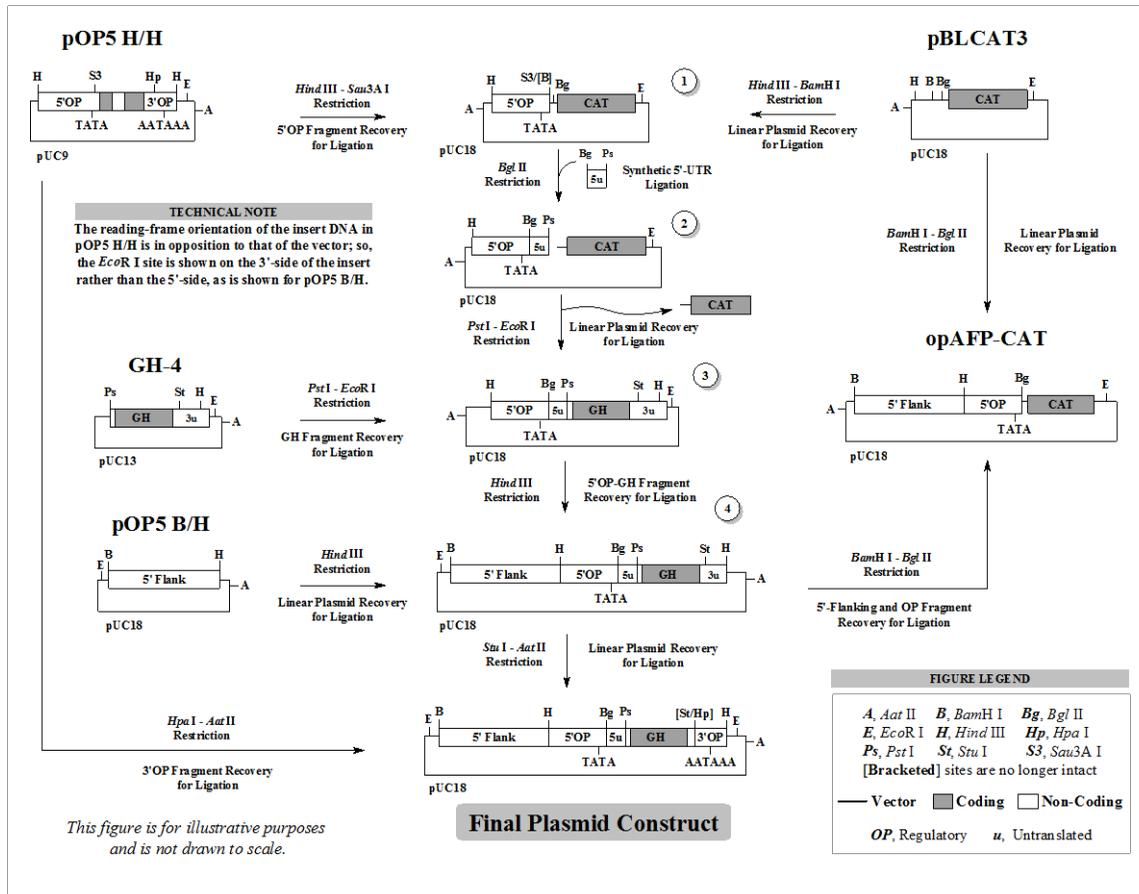 pOP5 H/H
H
S3
Hp
H
E
5'OP
3'OP
A
TATA
AATAAA
pUC9
Hind III - Sau3A I
Restriction
5'OP Fragment Recovery
for Ligation
1
S3/[B]
H
Bg
E
5'OP
CAT
A
TATA
pUC18
Hind III - BamH I
Restriction
Linear Plasmid Recovery
for Ligation
pBLCAT3
H B Bg
E
CAT
A
pUC18
Bgl II
Restriction
Bg Ps
5u
Synthetic 5'-UTR
Ligation
TECHNICAL NOTE
The reading-frame orientation of the insert DNA in
pOP5 H/H is in opposition to that of the vector; so,
the EcoR I site is shown on the 3'-side of the insert
rather than the 5'-side, as is shown for pOP5 B/H.
2
H
Bg Ps
E
5'OP
5u
CAT
A
TATA
pUC18
BamH I - Bgl II
Restriction
Linear Plasmid
Recovery for Ligation
Pst I - EcoR I
Restriction
Linear Plasmid Recovery
for Ligation
CAT
GH-4
Ps
St
H
E
GH
3u
A
pUC13
Pst I - EcoR I
Restriction
GH Fragment Recovery
for Ligation
3
H
Bg Ps
St
H
E
5'OP
5u
GH
3u
A
TATA
pUC18
opAFP-CAT
B
H
Bg
E
5' Flank
5'OP
CAT
A
TATA
pUC18
Hind III
Restriction
5'OP-GH Fragment
Recovery for Ligation
pOP5 B/H
E
B
H
5' Flank
A
pUC18
Hind III
Restriction
Linear Plasmid Recovery
for Ligation
4
E
B
H
Bg Ps
St
H
5' Flank
5'OP
5u
GH
3u
A
TATA
pUC18
BamH I - Bgl II
Restriction
5'-Flanking and OP Fragment
Recovery for Ligation
Stu I - Aat II
Restriction
Linear Plasmid Recovery
for Ligation
Hpa I - Aat II
Restriction
3'OP Fragment Recovery
for Ligation
E
B
H
Bg Ps
[St/Hp]
H
E
5' Flank
5'OP
5u
GH
3'OP
A
TATA
AATAAA
pUC18
Final Plasmid Construct
This figure is for illustrative purposes
and is not drawn to scale.
FIGURE LEGEND
A, Aat II B, BamH I Bg, Bgl II
E, EcoR I H, Hind III Hp, Hpa I
Ps, Pst I St, Stu I S3, Sau3A I
[Bracketed] sites are no longer intact
Vector Coding Non-Coding
OP, Regulatory u, Untranslated